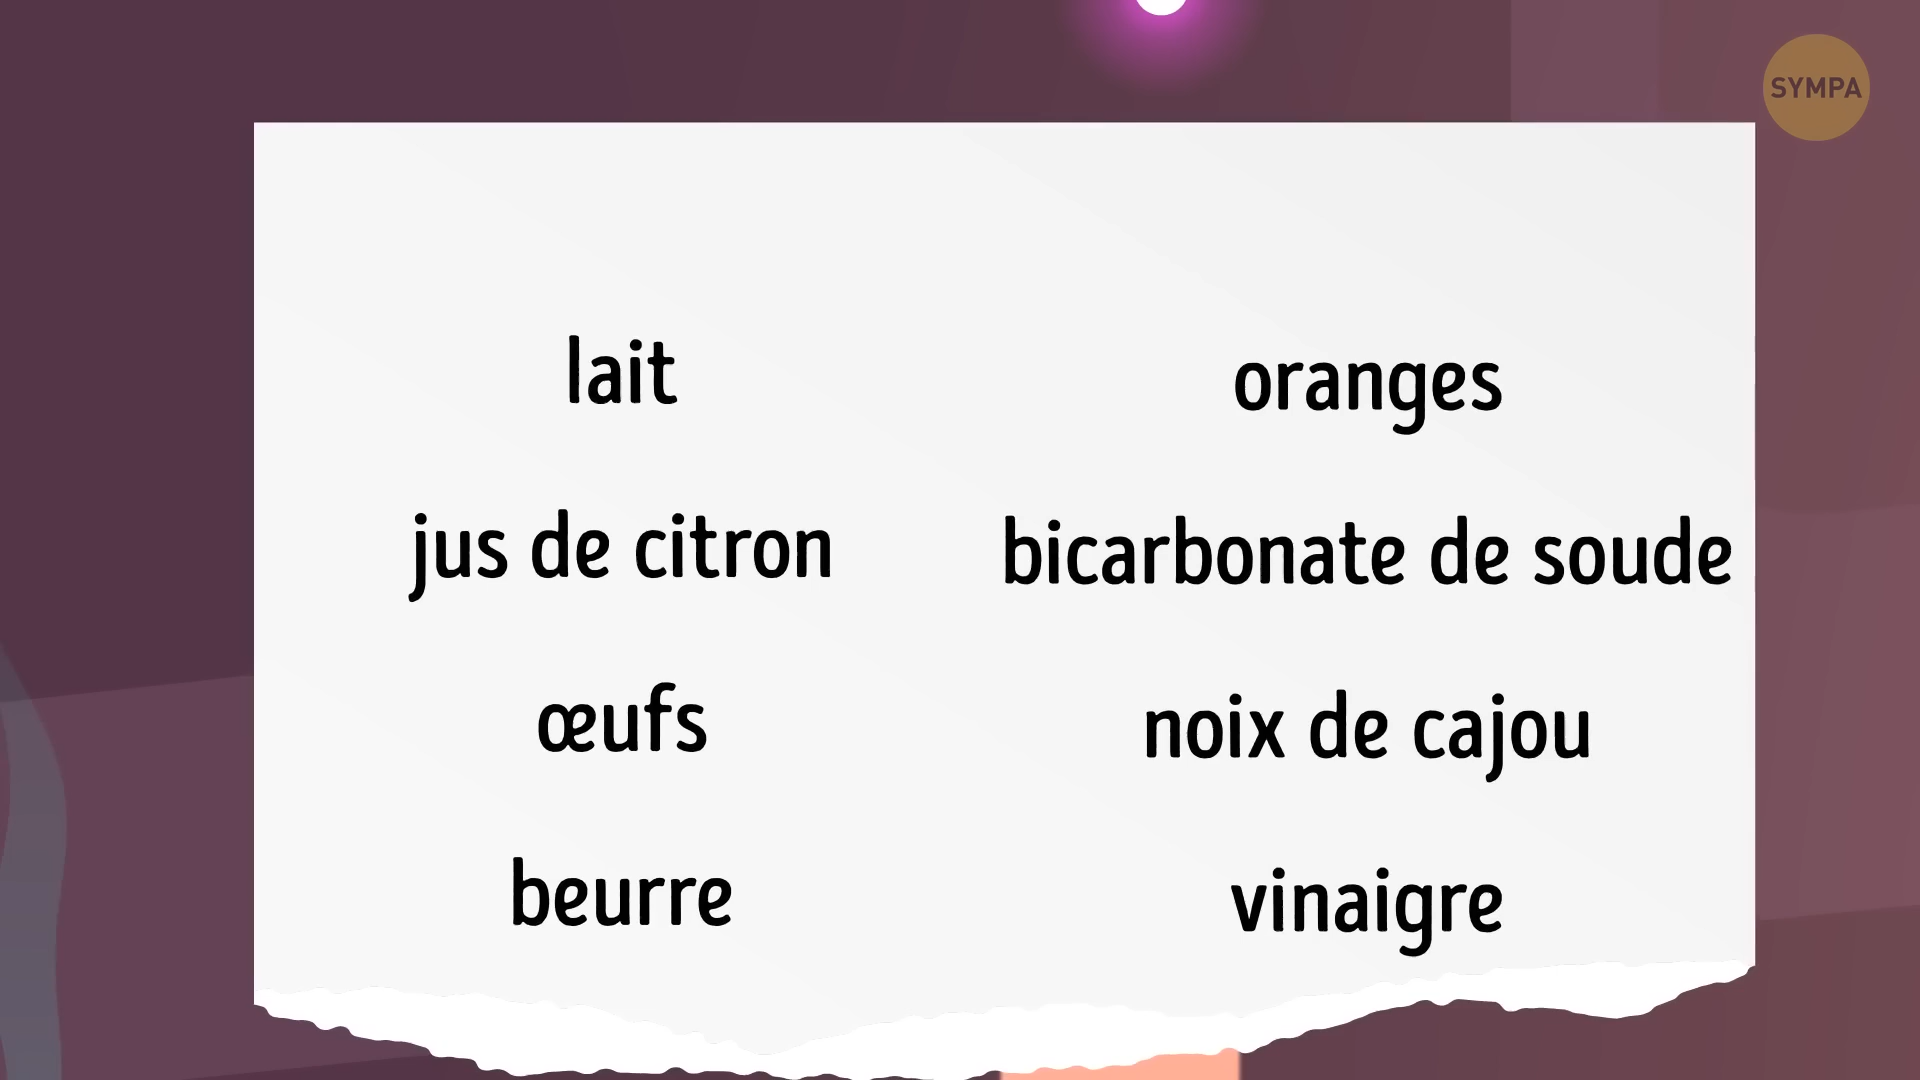 SYMPA
lait
jus de citron
œufs
beurre
oranges
bicarbonate de soude
noix de cajou
vinaigre